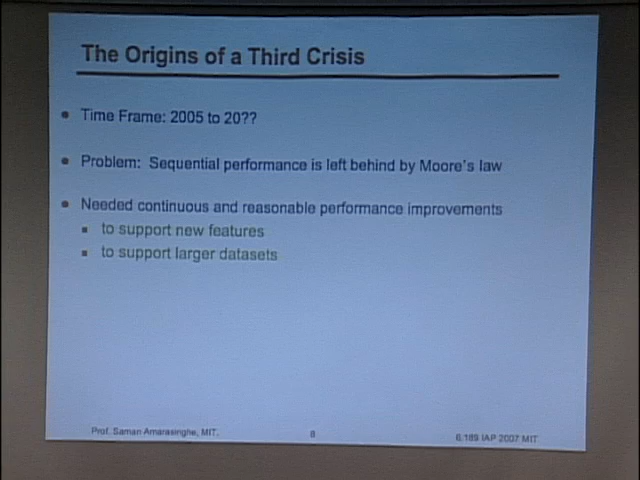 The Origins of a Third Crisis
• Time Frame: 2005 to 20??
• Problem: Sequential performance is left behind by Moore's law
• Needed continuous and reasonable performance improvements
▪ to support new features
▪ to support larger datasets
Prof. Saman Amarasinghe, MIT.
8
6.189 IAP 2007 MIT